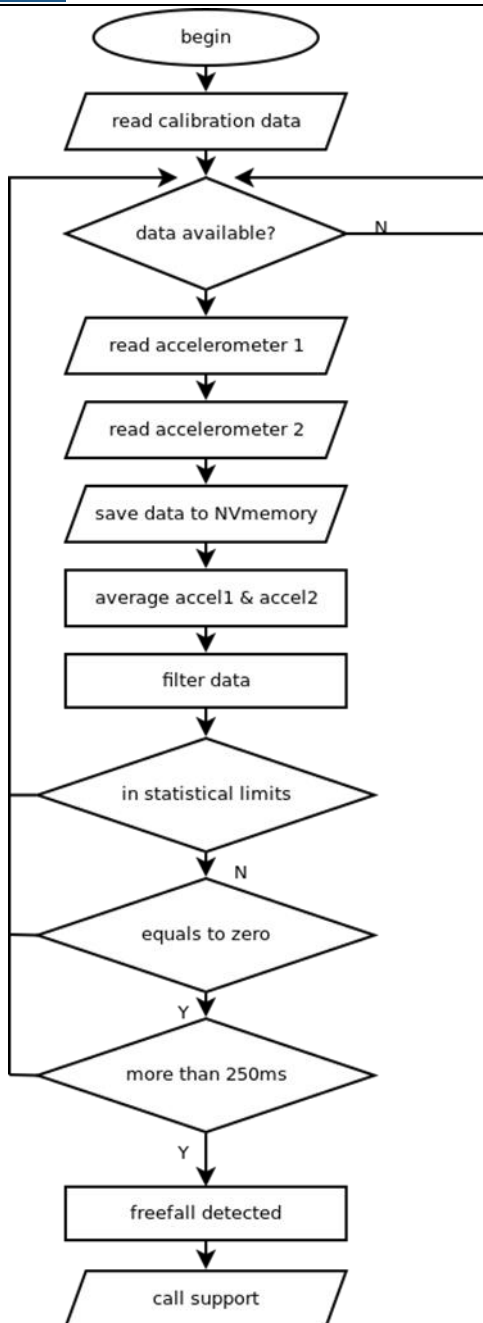 begin
read calibration data
data available?
N
read accelerometer 1
read accelerometer 2
save data to NVmemory
average accel1 & accel2
filter data
in statistical limits
N
equals to zero
Y
more than 250ms
Y
freefall detected
call support